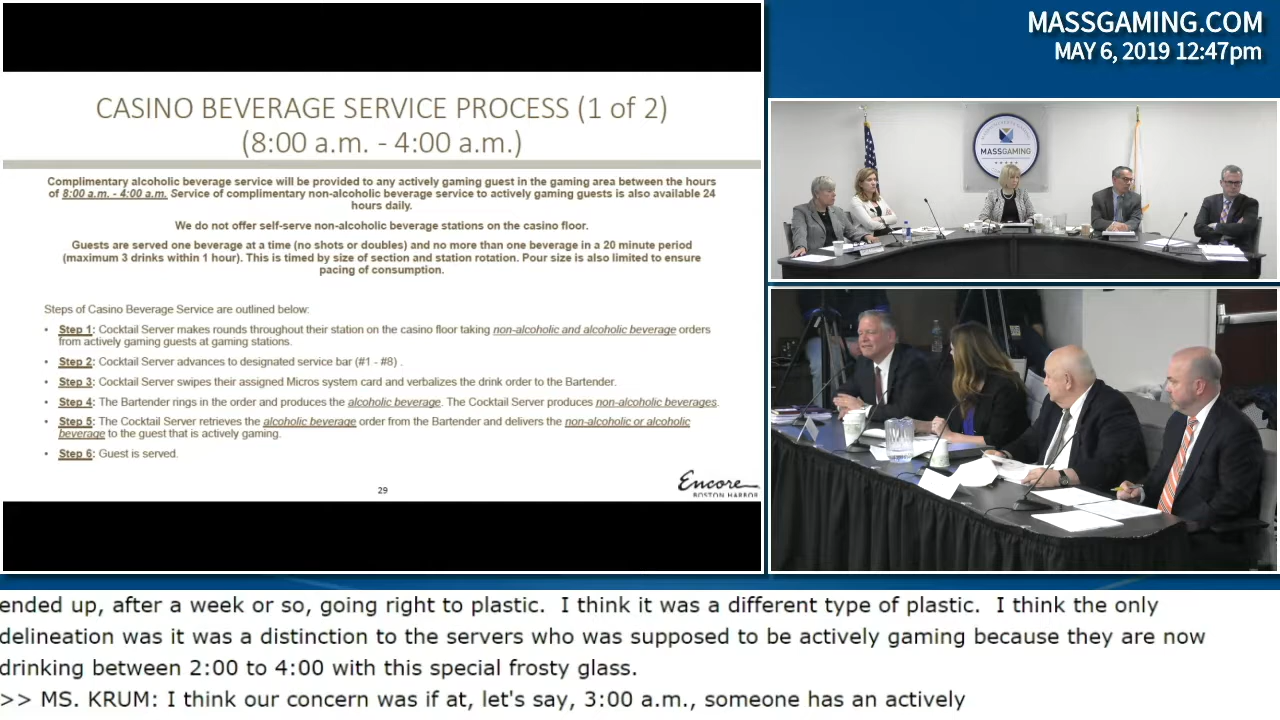 CASINO BEVERAGE SERVICE PROCESS (1 of 2)
(8:00 a.m. - 4:00 a.m.)
Complimentary alcoholic beverage service will be provided to any actively gaming guest in the gaming area between the hours
of 8:00 a.m. - 4:00 a.m. Service of complimentary non-alcoholic beverage service to actively gaming guests is also available 24
hours daily.
We do not offer self-serve non-alcoholic beverage stations on the casino floor.
Guests are served one beverage at a time (no shots or doubles) and no more than one beverage in a 20 minute period
(maximum 3 drinks within 1 hour). This is timed by size of section and station rotation. Pour size is also limited to ensure
pacing of consumption.
Steps of Casino Beverage Service are outlined below:
• Step 1: Cocktail Server makes rounds throughout their station on the casino floor taking non-alcoholic and alcoholic beverage orders
from actively gaming guests at gaming stations.
• Step 2: Cocktail Server advances to designated service bar (#1 - #8) .
• Step 3: Cocktail Server swipes their assigned Micros system card and verbalizes the drink order to the Bartender.
• Step 4: The Bartender rings in the order and produces the alcoholic beverage. The Cocktail Server produces non-alcoholic beverages.
• Step 5: The Cocktail Server retrieves the alcoholic beverage order from the Bartender and delivers the non-alcoholic or alcoholic
beverage to the guest that is actively gaming.
• Step 6: Guest is served.
29
Encore
BOSTON HARBOR
MASSGAMING.COM
MAY 6, 2019 12:47pm
MASSGAMING
ended up, after a week or so, going right to plastic.  I think it was a different type of plastic.  I think the only
delineation was it was a distinction to the servers who was supposed to be actively gaming because they are now
drinking between 2:00 to 4:00 with this special frosty glass.
>> MS. KRUM: I think our concern was if at, let's say, 3:00 a.m., someone has an actively